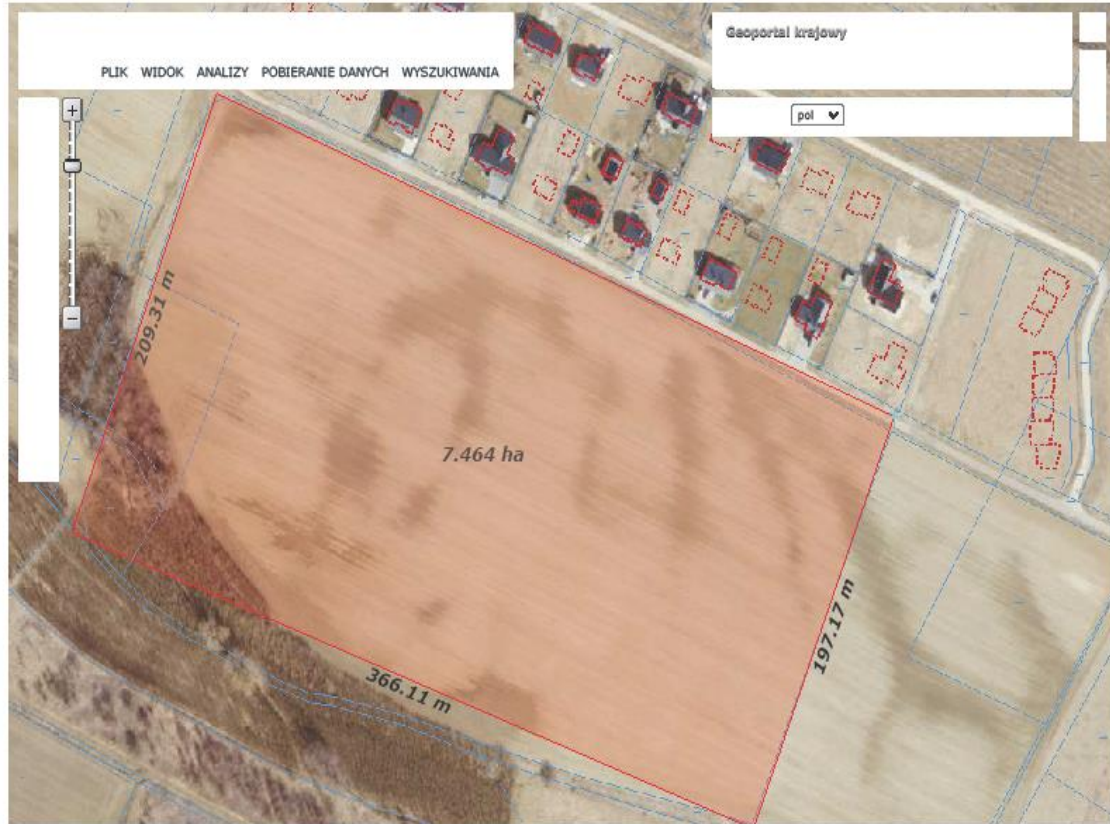 Geoportal krajowy
PLIK WIDOK ANALIZY POBIERANIE DANYCH WYSZUKIWANIA
pol
209.31 m
7.464 ha
197.17 m
366.11 m